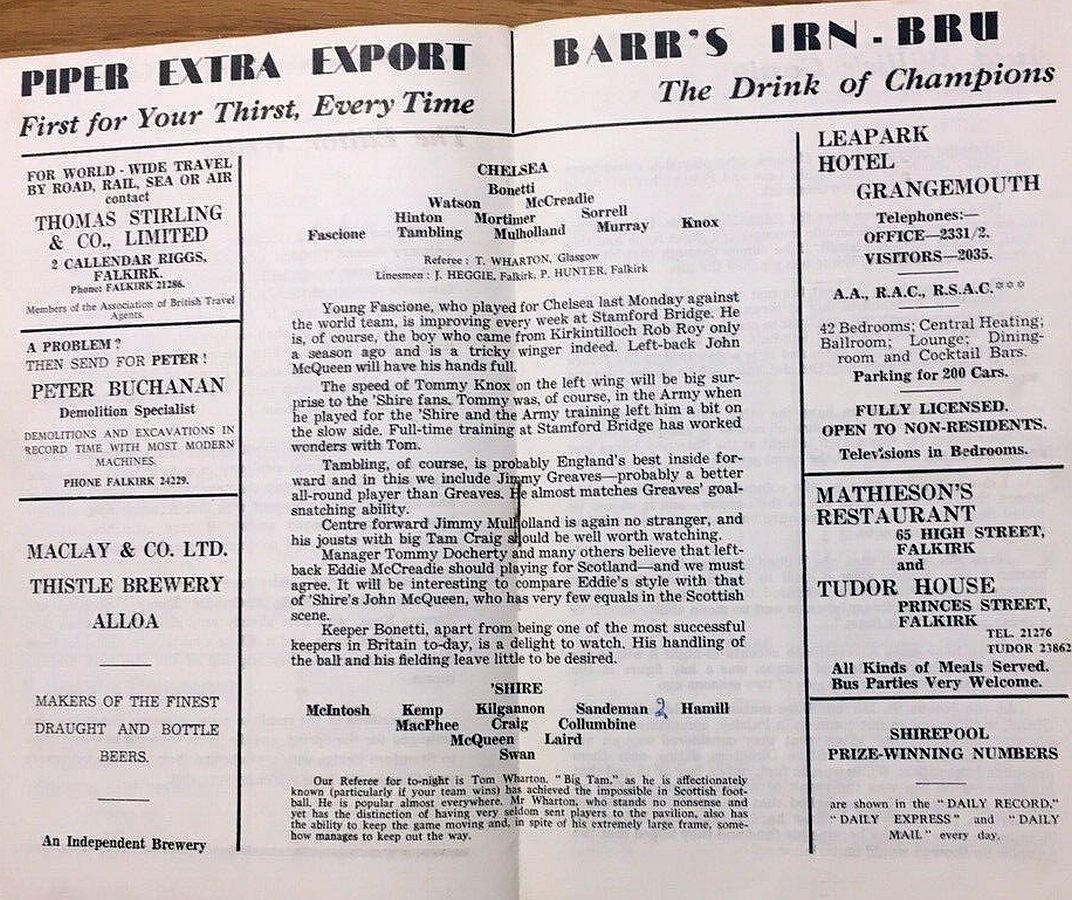 PIPER EXTRA EXPORT
First for Your Thirst, Every Time
BARR'S IRN-BRU
The Drink of Champions
FOR WORLD-WIDE TRAVEL
BY ROAD, RAIL, SEA OR AIR
contact
THOMAS STIRLING
& CO., LIMITED
2 CALLENDAR RIGGS,
FALKIRK.
Phone: FALKIRK 21286.
Members of the Association of British Travel
Agents.
A PROBLEM?
THEN SEND FOR PETER!
PETER BUCHANAN
Demolition Specialist
DEMOLITIONS AND EXCAVATIONS IN
RECORD TIME WITH MOST MODERN
MACHINES.
PHONE FALKIRK 24229.
MACLAY & CO. LTD.
THISTLE BREWERY
ALLOA
MAKERS OF THE FINEST
DRAUGHT AND BOTTLE
BEERS.
An Independent Brewery
CHELSEA
Bonetti
Watson McCreadie
Hinton Mortimer Sorrell
Fascione Tambling Mulholland Murray Knox
Referee : T. WHARTON, Glasgow
Linesmen : J. HEGGIE, Falkirk, P. HUNTER, Falkirk
Young Fascione, who played for Chelsea last Monday against
the world team, is improving every week at Stamford Bridge. He
is, of course, the boy who came from Kirkintilloch Rob Roy only
a season ago and is a tricky winger indeed. Left-back John
McQueen will have his hands full.
The speed of Tommy Knox on the left wing will be big sur-
prise to the 'Shire fans. Tommy was, of course, in the Army when
he played for the 'Shire and the Army training left him a bit on
the slow side. Full-time training at Stamford Bridge has worked
wonders with Tom.
Tambling, of course, is probably England's best inside for-
ward and in this we include Jimmy Greaves—probably a better
all-round player than Greaves. He almost matches Greaves' goal-
snatching ability.
Centre forward Jimmy Mulholland is again no stranger, and
his jousts with big Tam Craig should be well worth watching.
Manager Tommy Docherty and many others believe that left-
back Eddie McCreadie should playing for Scotland—and we must
agree. It will be interesting to compare Eddie's style with that
of 'Shire's John McQueen, who has very few equals in the Scottish
scene.
Keeper Bonetti, apart from being one of the most successful
keepers in Britain to-day, is a delight to watch. His handling of
the ball and his fielding leave little to be desired.
'SHIRE
McIntosh Kemp Kilgannon Sandeman 2 Hamill
MacPhee Craig Collumbine
McQueen Laird
Swan
Our Referee for to-night is Tom Wharton. "Big Tam," as he is affectionately
known (particularly if your team wins) has achieved the impossible in Scottish foot-
ball. He is popular almost everywhere. Mr Wharton, who stands no nonsense and
yet has the distinction of having very seldom sent players to the pavilion, also has
the ability to keep the game moving and, in spite of his extremely large frame, some-
how manages to keep out the way.
LEAPARK
HOTEL
GRANGEMOUTH
Telephones:—
OFFICE—2331/2.
VISITORS—2035.
A.A., R.A.C., R.S.A.C.***
42 Bedrooms; Central Heating;
Ballroom; Lounge; Dining-
room and Cocktail Bars.
Parking for 200 Cars.
FULLY LICENSED.
OPEN TO NON-RESIDENTS.
Televisions in Bedrooms.
MATHIESON'S
RESTAURANT
65 HIGH STREET,
FALKIRK
and
TUDOR HOUSE
PRINCES STREET,
FALKIRK
TEL. 21276
TUDOR 23862
All Kinds of Meals Served.
Bus Parties Very Welcome.
SHIREPOOL
PRIZE-WINNING NUMBERS
are shown in the "DAILY RECORD,"
"DAILY EXPRESS" and "DAILY
MAIL" every day.